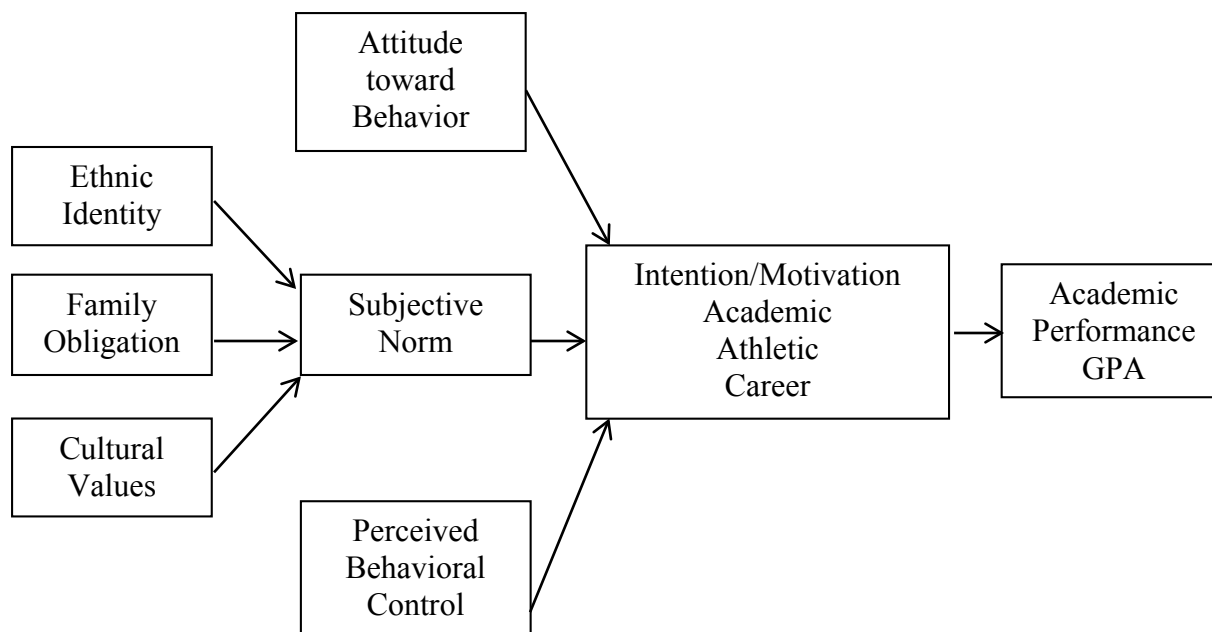 Attitude
toward
Behavior
Ethnic
Identity
Family
Obligation
Cultural
Values
Subjective
Norm
Perceived
Behavioral
Control
Intention/Motivation
Academic
Athletic
Career
Academic
Performance
GPA